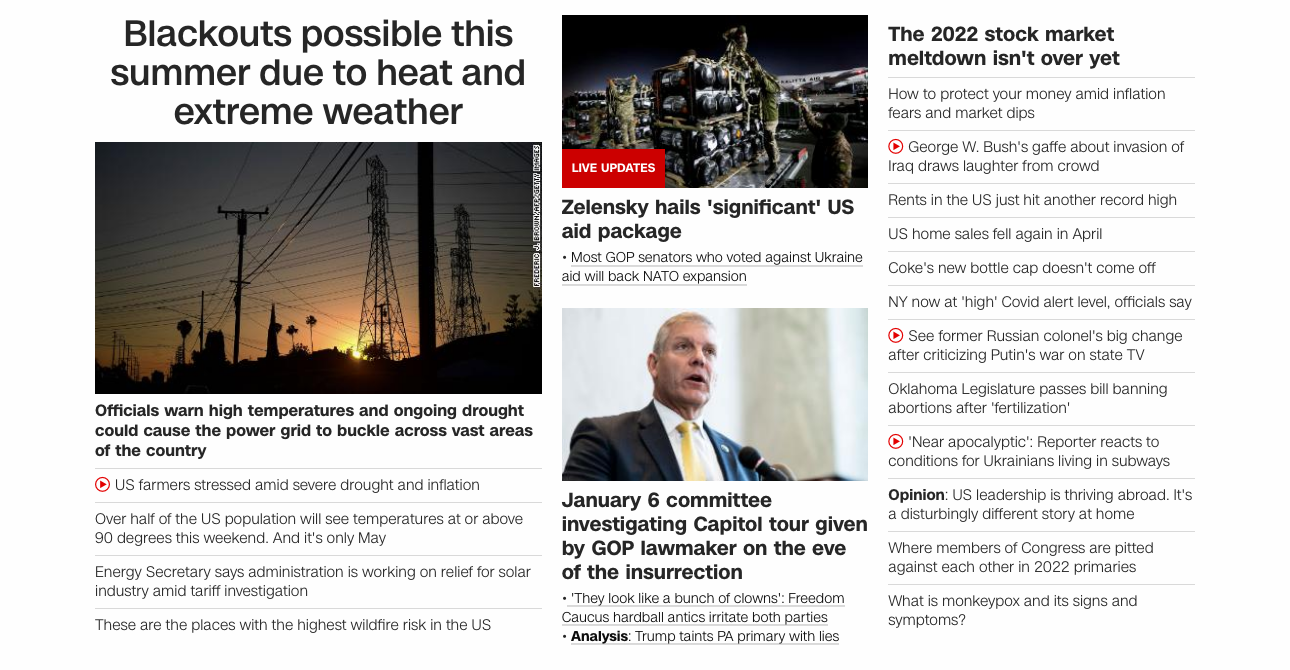 Blackouts possible this
summer due to heat and
extreme weather
FREDERIC J. BROWN/AFP/GETTY IMAGES
Officials warn high temperatures and ongoing drought
could cause the power grid to buckle across vast areas
of the country
US farmers stressed amid severe drought and inflation
Over half of the US population will see temperatures at or above
90 degrees this weekend. And it's only May
Energy Secretary says administration is working on relief for solar
industry amid tariff investigation
These are the places with the highest wildfire risk in the US
LIVE UPDATES
Zelensky hails 'significant' US
aid package
• Most GOP senators who voted against Ukraine
aid will back NATO expansion
January 6 committee
investigating Capitol tour given
by GOP lawmaker on the eve
of the insurrection
• 'They look like a bunch of clowns': Freedom
Caucus hardball antics irritate both parties
• Analysis: Trump taints PA primary with lies
The 2022 stock market
meltdown isn't over yet
How to protect your money amid inflation
fears and market dips
George W. Bush's gaffe about invasion of
Iraq draws laughter from crowd
Rents in the US just hit another record high
US home sales fell again in April
Coke's new bottle cap doesn't come off
NY now at 'high' Covid alert level, officials say
See former Russian colonel's big change
after criticizing Putin's war on state TV
Oklahoma Legislature passes bill banning
abortions after 'fertilization'
'Near apocalyptic': Reporter reacts to
conditions for Ukrainians living in subways
Opinion: US leadership is thriving abroad. It's
a disturbingly different story at home
Where members of Congress are pitted
against each other in 2022 primaries
What is monkeypox and its signs and
symptoms?